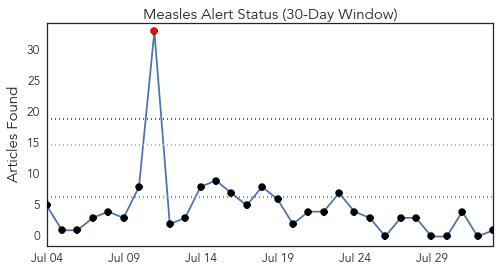 Measles Alert Status (30-Day Window)
Articles Found
30
25
20
15
10
5
0
Jul 04 Jul 09 Jul 14 Jul 19 Jul 24 Jul 29